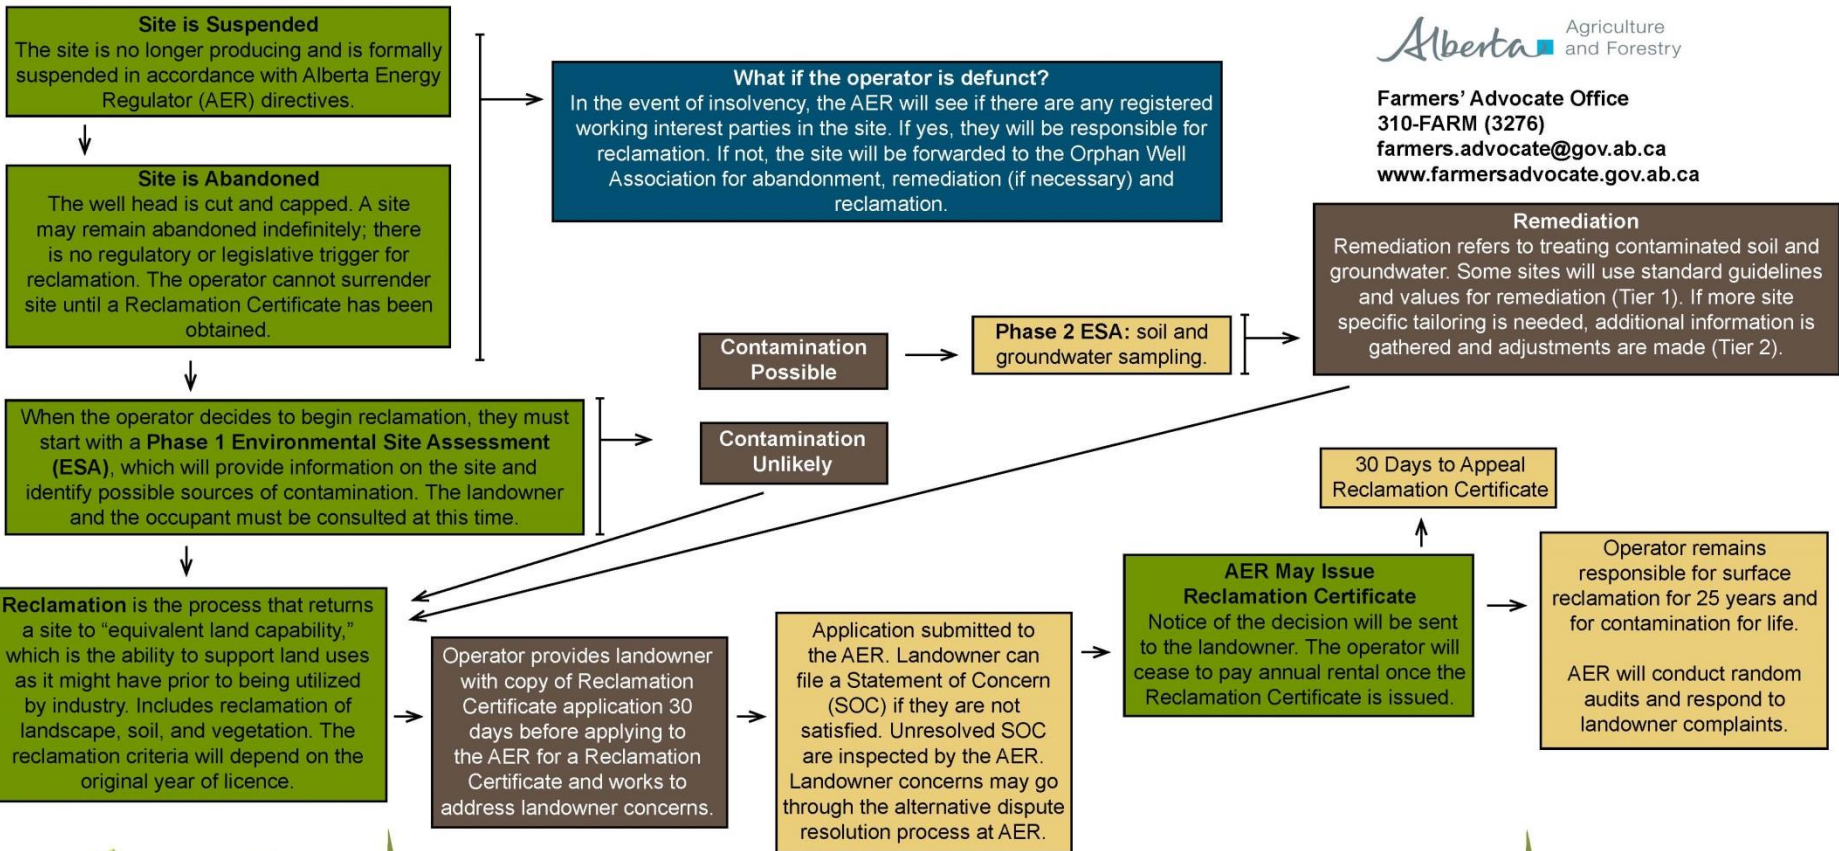 Site is Suspended
The site is no longer producing and is formally
suspended in accordance with Alberta Energy
Regulator (AER) directives.
Site is Abandoned
The well head is cut and capped. A site
may remain abandoned indefinitely; there
is no regulatory or legislative trigger for
reclamation. The operator cannot surrender
site until a Reclamation Certificate has been
obtained.
When the operator decides to begin reclamation, they must
start with a Phase 1 Environmental Site Assessment
(ESA), which will provide information on the site and
identify possible sources of contamination. The landowner
and the occupant must be consulted at this time.
Reclamation is the process that returns
a site to “equivalent land capability,”
which is the ability to support land uses
as it might have prior to being utilized
by industry. Includes reclamation of
landscape, soil, and vegetation. The
reclamation criteria will depend on the
original year of licence.
What if the operator is defunct?
In the event of insolvency, the AER will see if there are any registered
working interest parties in the site. If yes, they will be responsible for
reclamation. If not, the site will be forwarded to the Orphan Well
Association for abandonment, remediation (if necessary) and
reclamation.
Alberta Agriculture
and Forestry
Farmers’ Advocate Office
310-FARM (3276)
farmers.advocate@gov.ab.ca
www.farmersadvocate.gov.ab.ca
Contamination
Possible
Contamination
Unlikely
Phase 2 ESA: soil and
groundwater sampling.
Remediation
Remediation refers to treating contaminated soil and
groundwater. Some sites will use standard guidelines
and values for remediation (Tier 1). If more site
specific tailoring is needed, additional information is
gathered and adjustments are made (Tier 2).
Operator provides landowner
with copy of Reclamation
Certificate application 30
days before applying to
the AER for a Reclamation
Certificate and works to
address landowner concerns.
Application submitted to
the AER. Landowner can
file a Statement of Concern
(SOC) if they are not
satisfied. Unresolved SOC
are inspected by the AER.
Landowner concerns may go
through the alternative dispute
resolution process at AER.
AER May Issue
Reclamation Certificate
Notice of the decision will be sent
to the landowner. The operator will
cease to pay annual rental once the
Reclamation Certificate is issued.
30 Days to Appeal
Reclamation Certificate
Operator remains
responsible for surface
reclamation for 25 years and
for contamination for life.
AER will conduct random
audits and respond to
landowner complaints.